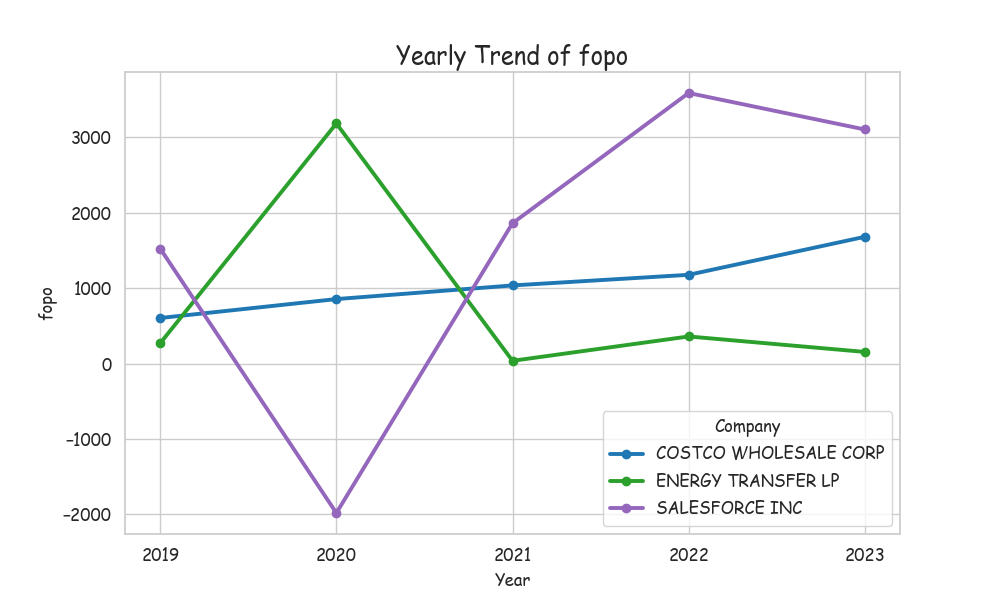 Yearly Trend of fopo
fopo
3000
2000
1000
0
−1000
−2000
Company
COSTCO WHOLESALE CORP
ENERGY TRANSFER LP
SALESFORCE INC
2019 2020 2021 2022 2023
Year